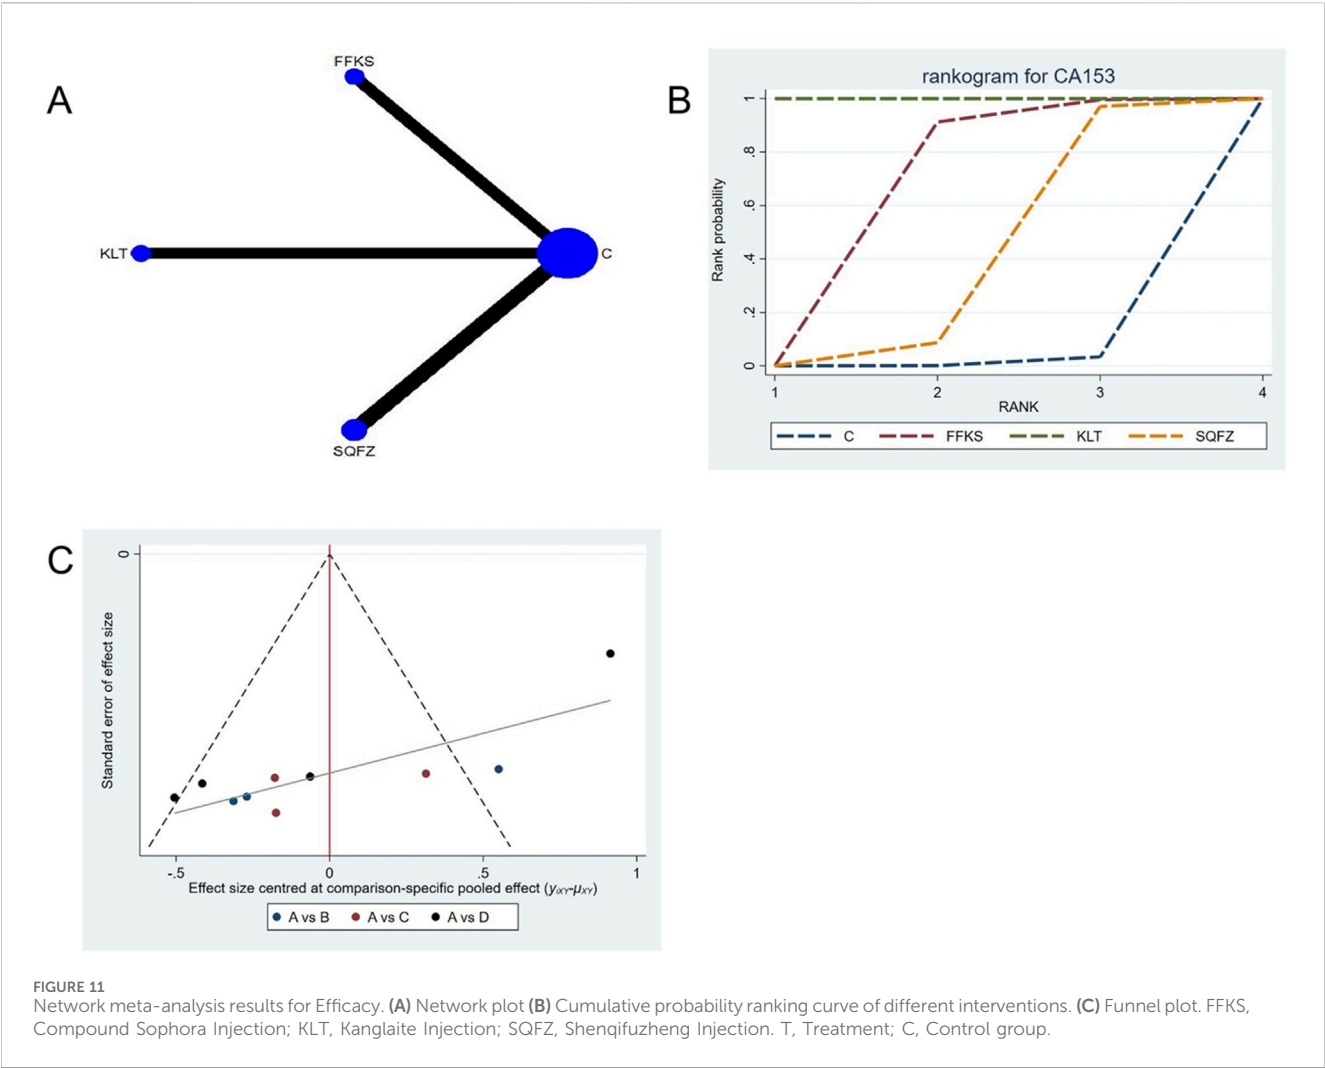 A
FFKS
KLT
C
SQFZ
B
rankogram for CA153
Rank probability
1
.8
.6
.4
.2
0
1 2 3 4
RANK
C FFKS KLT SQFZ
C
Standard error of effect size
0
-.5 0 .5 1
Effect size centred at comparison-specific pooled effect (yiXY-μXY)
A vs B A vs C A vs D
FIGURE 11
Network meta-analysis results for Efficacy. (A) Network plot (B) Cumulative probability ranking curve of different interventions. (C) Funnel plot. FFKS,
Compound Sophora Injection; KLT, Kanglaite Injection; SQFZ, Shenqifuzheng Injection. T, Treatment; C, Control group.